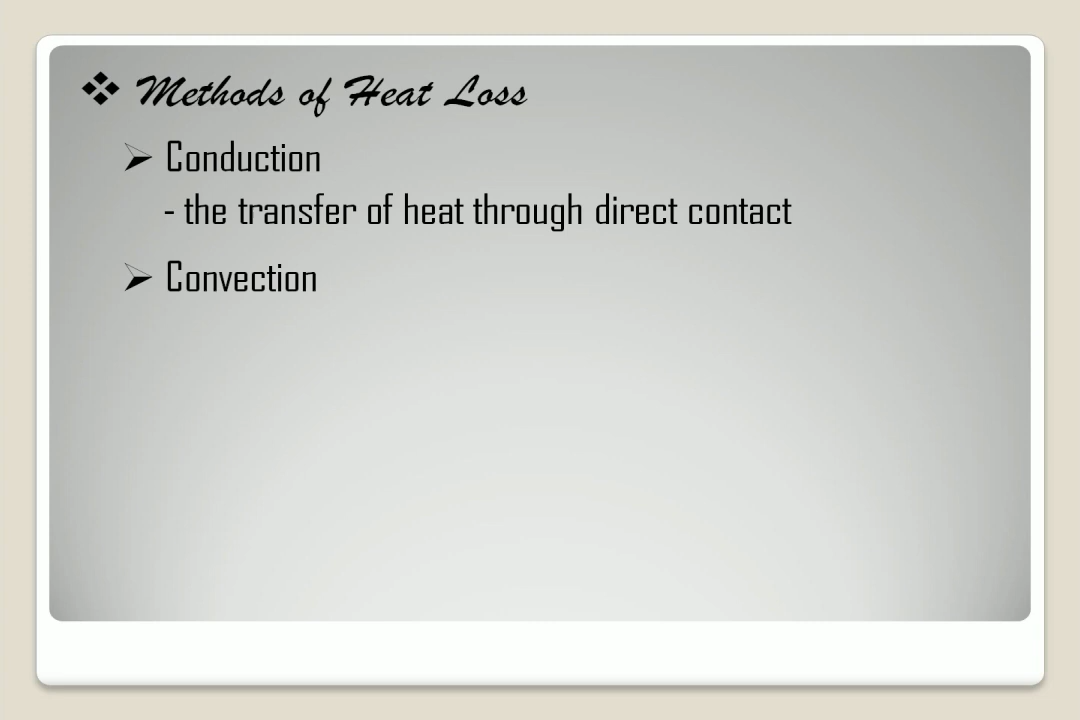 ❖ Methods of Heat Loss
➢ Conduction
- the transfer of heat through direct contact
➢ Convection